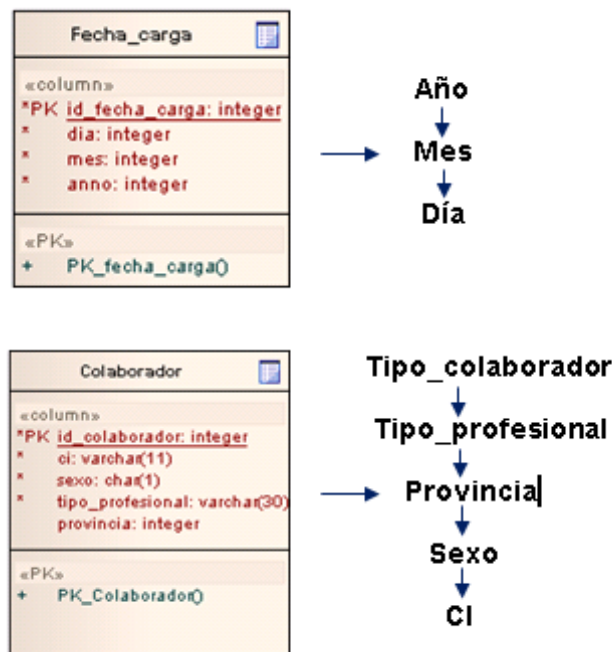 Fecha_carga
«column»
*PK id_fecha_carga: integer
* dia: integer
* mes: integer
* anno: integer
«PK»
+ PK_fecha_carga()
Año
Mes
Día
Colaborador
«column»
*PK id_colaborador: integer
* ci: varchar(11)
* sexo: char(1)
* tipo_profesional: varchar(30)
provincia: integer
«PK»
+ PK_Colaborador()
Tipo_colaborador
Tipo_profesional
Provincia
Sexo
CI